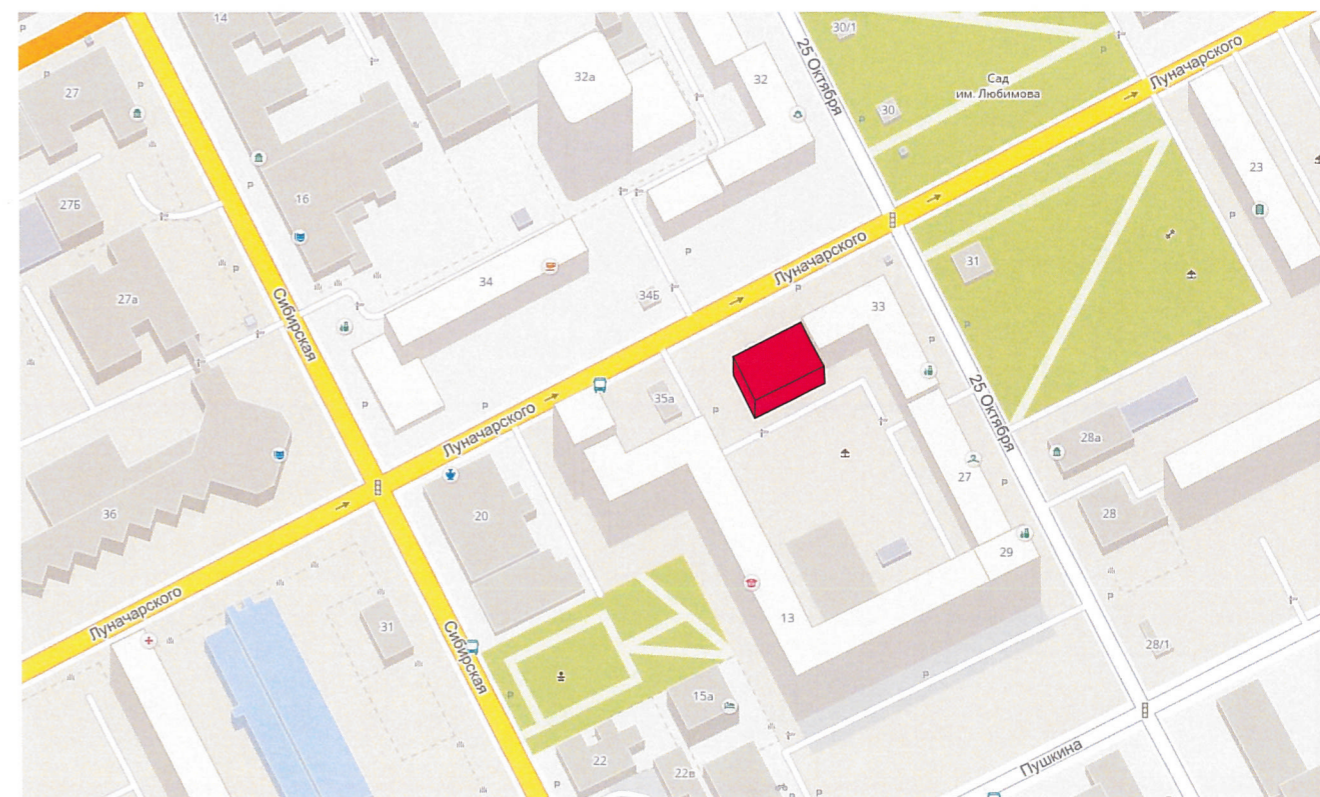 14
30/1
27
32а
32
25 Октября
Сад
им. Любимова
Луначарского
30
23
27Б
16
31
27а
34
34Б
Луначарского
33
Сибирская
35а
25 Октября
Луначарского
28а
27
36
20
28
29
Луначарского
31
13
Сибирская
28/1
15а
22
22в
Пушкина